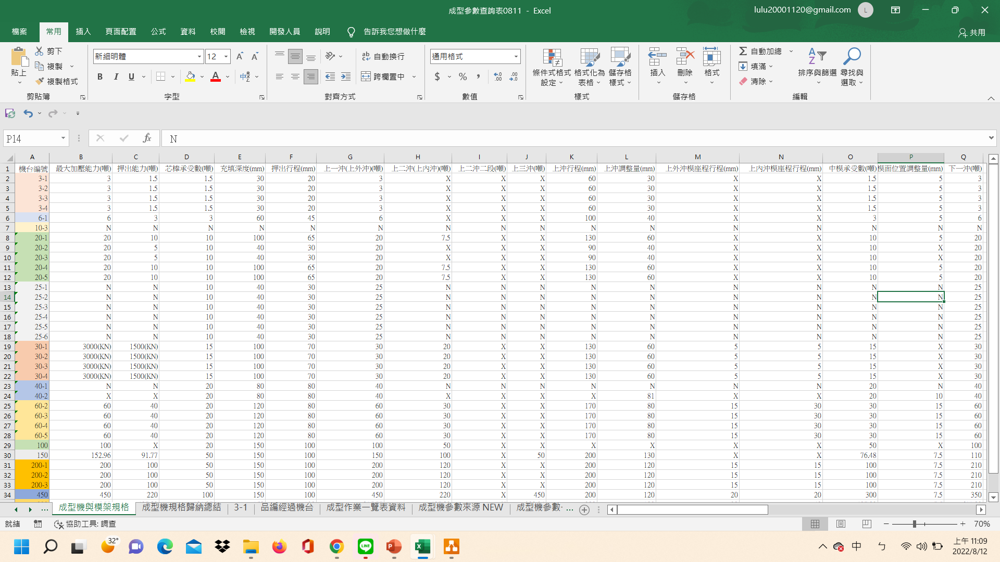 成型參數查詢表0811 - Excel
lulu20001120@gmail.com
L
檔案 常用 插入 頁面配置 公式 資料 校閱 檢視 開發人員 說明 告訴我您想做什麼
共用
貼上
剪下
複製
複製格式
剪貼簿
新細明體 12
B I U
字型
自動換行
跨欄置中
對齊方式
通用格式
$ % ,
數值
條件式格式設定
格式化為表格
儲存格樣式
樣式
插入 刪除 格式
儲存格
自動加總
填滿
清除
排序與篩選
尋找與選取
編輯
P14 fx N
A B C D E F G H I J K L M N O P Q
1 機台編號 最大加壓能力(噸) 押出能力(噸) 芯棒承受數(噸) 充填深度(mm) 押出行程(mm) 上一沖(上外沖)(噸) 上二沖(上內沖)(噸) 上二沖二段(噸) 上三沖(噸) 上沖行程(mm) 上沖調整量(mm) 上外沖模座程行程(mm) 上內沖模座程行程(mm) 中模承受數(噸) 模面位置調整量(mm) 下一沖(噸)
2 3-1 3 1.5 1.5 30 20 3 X X X 60 30 X X 1.5 5 3
3 3-2 3 1.5 1.5 30 20 3 X X X 60 30 X X 1.5 5 3
4 3-3 3 1.5 1.5 30 20 3 X X X 60 30 X X 1.5 5 3
5 3-4 3 1.5 1.5 30 20 3 X X X 60 30 X X 1.5 5 3
6 6-1 6 3 3 60 45 6 X X X 100 40 X X 3 5 6
7 10-3 N N N N N N N N N N N N N N N N
8 20-1 20 10 10 100 65 20 7.5 X X 130 60 X X 10 5 20
9 20-2 20 5 10 40 30 20 X X X 90 40 X X 10 X 20
10 20-3 20 5 10 40 30 20 X X X 90 40 X X 10 X 20
11 20-4 20 10 10 100 65 20 7.5 X X 130 60 X X 10 5 20
12 20-5 20 10 10 100 65 20 7.5 X X 130 60 X X 10 5 20
13 25-1 N N 10 40 30 25 N N N N N N N N N 25
14 25-2 N N 10 40 30 25 N N N N N N N N N 25
15 25-3 N N 10 40 30 25 N N N N N N N N N 25
16 25-4 N N 10 40 30 25 N N N N N N N N N 25
17 25-5 N N 10 40 30 25 N N N N N N N N N 25
18 25-6 N N 10 40 30 25 N N N N N N N N N 25
19 30-1 3000(KN) 1500(KN) 15 100 70 30 20 X X 130 60 5 5 15 X 30
20 30-2 3000(KN) 1500(KN) 15 100 70 30 20 X X 130 60 5 5 15 X 30
21 30-3 3000(KN) 1500(KN) 15 100 70 30 20 X X 130 60 5 5 15 X 30
22 30-4 3000(KN) 1500(KN) 15 100 70 30 20 X X 130 60 5 5 15 X 30
23 40-1 N N 20 80 80 40 N N N N N N N 20 N 40
24 40-2 X X 20 80 80 40 X X X X 81 X X 20 10 40
25 60-2 60 40 20 120 80 60 30 X X 170 80 15 30 30 15 60
26 60-3 60 40 20 120 80 60 30 X X 170 80 15 30 30 15 60
27 60-4 60 40 20 120 80 60 30 X X 170 80 15 30 30 15 60
28 60-5 60 40 20 120 80 60 30 X X 170 80 15 30 30 15 60
29 100 100 X 20 150 100 100 50 X X X X X X 50 X 100
30 150 152.96 91.77 50 150 100 150 100 X 50 200 130 X X 76.48 7.5 110
31 200-1 200 100 50 150 100 200 120 X X 200 120 15 15 100 7.5 210
32 200-2 200 100 50 150 100 200 120 X X 200 120 15 15 100 7.5 210
33 200-3 200 100 50 150 100 200 120 X X 200 120 15 15 100 7.5 210
34 450 450 220 100 150 100 450 220 X 450 200 120 20 20 300 7.5 350
... 成型機與模架規格 成型機規格歸納總結 3-1 品編經過機台 成型作業一覽表資料 成型機參數來源 NEW 成型機參數- ...
就緒 協助工具: 調查 70%
32° LINE 中 ㄣ
上午 11:09
2022/8/12